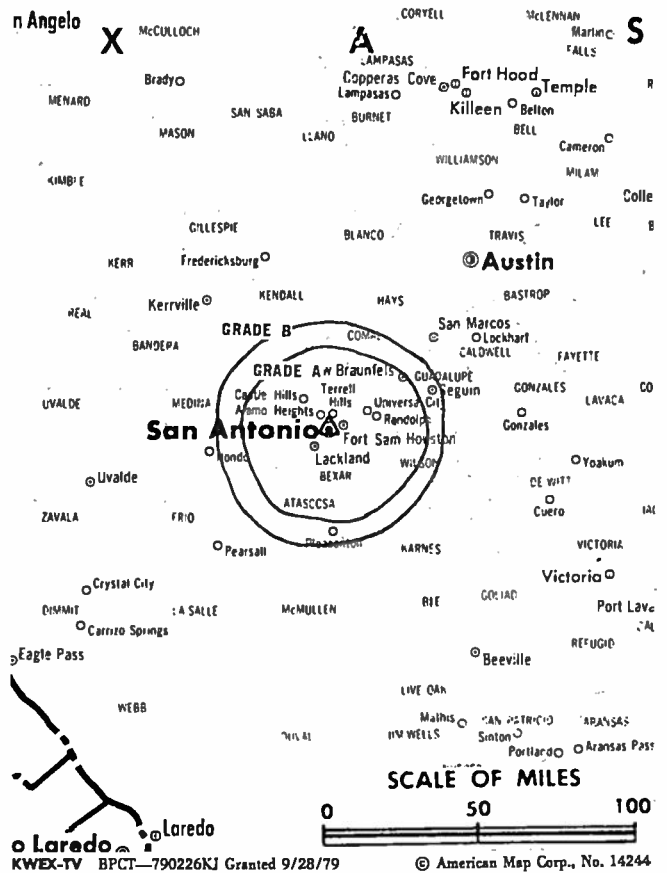 n Angelo
X
A
S
McCULLOCH
CORYELL
McLENNAN
Marlin
FALLS
LAMPASAS
Brady
Copperas Cove
Fort Hood
Lampasas
Temple
MENARD
SAN SABA
BURNET
Killeen
Belton
MASON
LLANO
BELL
Cameron
WILLIAMSON
MILAM
KIMBLE
Georgetown
Taylor
Colle
GILLESPIE
BLANCO
TRAVIS
LEE
B
KERR
Fredericksburg
Austin
REAL
Kerrville
KENDALL
HAYS
BASTROP
GRADE B
COMAL
San Marcos
Lockhart
BANDERA
CALDWELL
FAYETTE
GRADE A
w Braunfels
GUADALUPE
UVALDE
MEDINA
Castle Hills
Terrell
Hills
Universal City
Seguin
GONZALES
LAVACA
CO
Alamo Heights
Randolph
Gonzales
San Antonio
Fort Sam Houston
Hondo
Lackland
WILSON
Yoakum
Uvalde
BEXAR
DE WITT
ATASCOSA
Cuero
ZAVALA
FRIO
Pearsall
Pleasanton
KARNES
VICTORIA
Victoria
Crystal City
DIMMIT
LA SALLE
McMULLEN
BEE
GOLIAD
Port Lava
Carrizo Springs
REFUGIO
Eagle Pass
Beeville
WEBB
LIVE OAK
DUVAL
JIM WELLS
Mathis
SAN PATRICIO
ARANSAS
Sinton
Portland
Aransas Pass
SCALE OF MILES
0 50 100
Laredo
o Laredo
KWEX-TV BPCT—790226KJ Granted 9/28/79
© American Map Corp., No. 14244